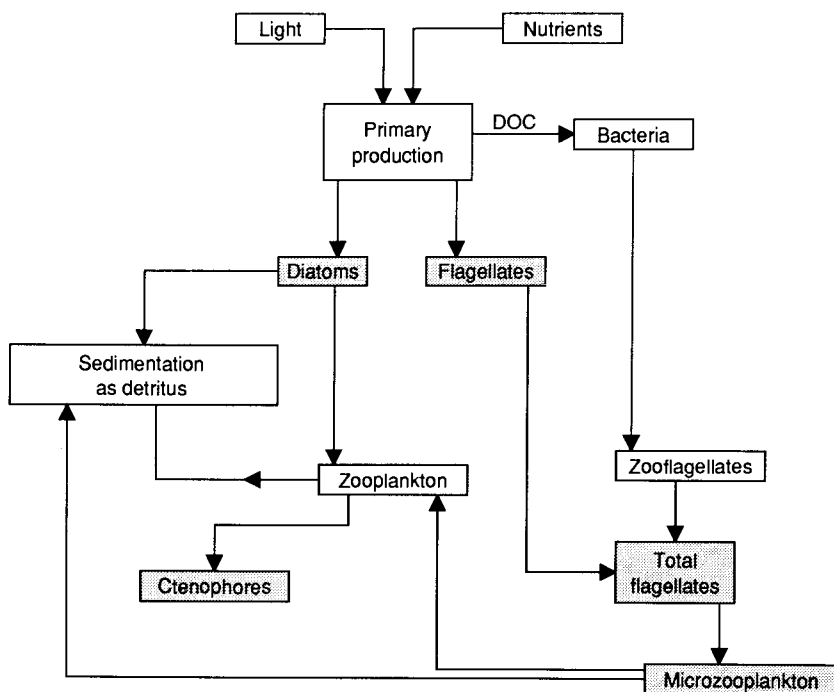 Light
Nutrients
Primary
production
DOC
Bacteria
Diatoms
Flagellates
Sedimentation
as detritus
Zooplankton
Zooflagellates
Ctenophores
Total
flagellates
Microzooplankton